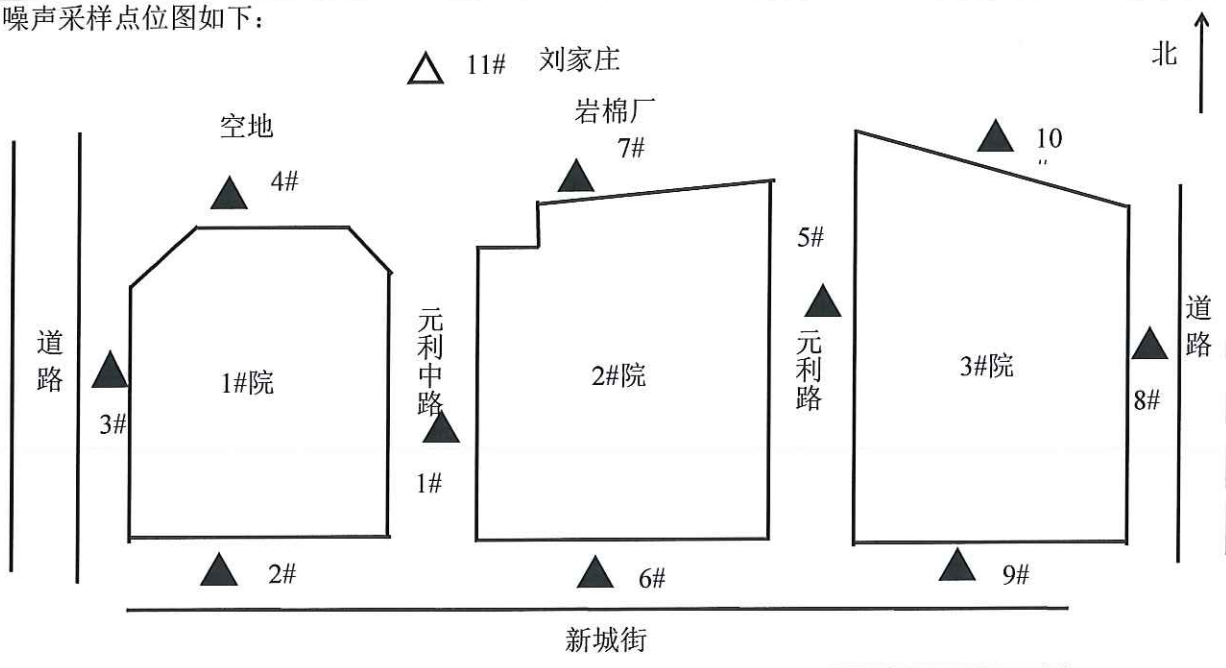 噪声采样点位图如下：
11# 刘家庄
北
岩棉厂
空地
7#
10
"
4#
5#
道路
元利中路
元利路
道路
1#院
2#院
3#院
3#
8#
1#
2#
6#
9#
新城街